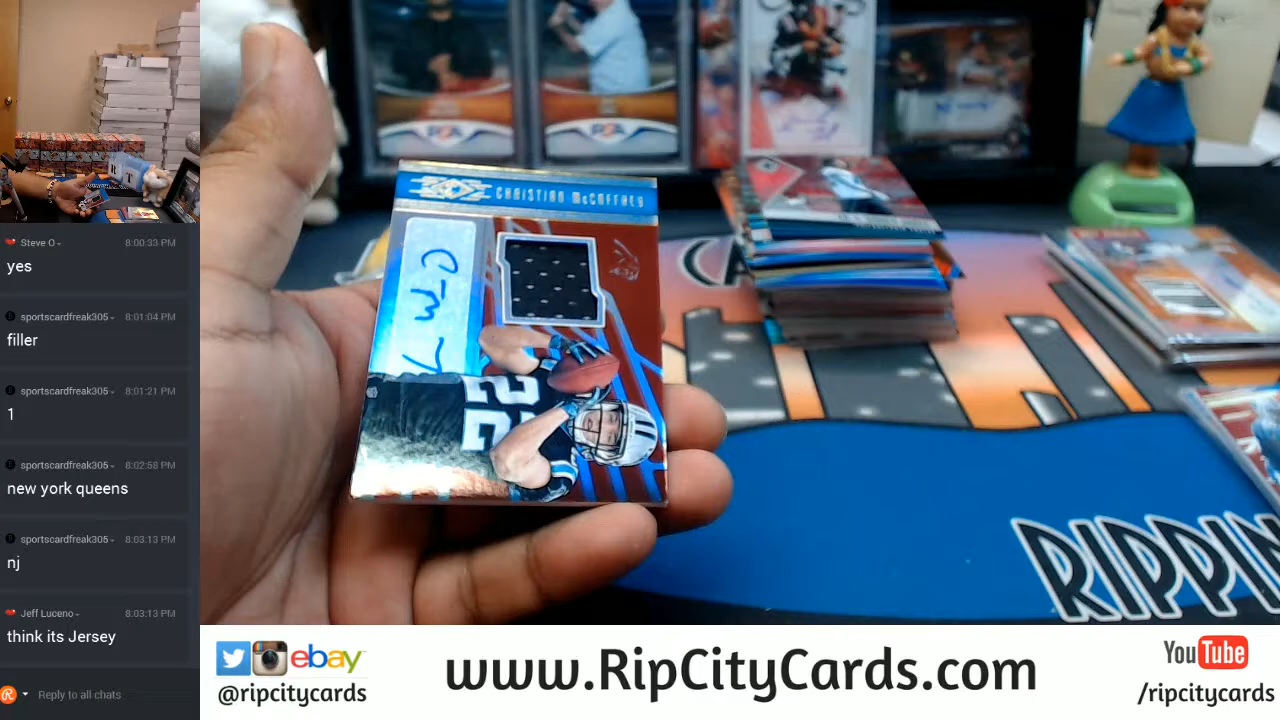 Steve O
8:00:33 PM
yes
sportscardfreak305
8:01:04 PM
filler
sportscardfreak305
8:01:21 PM
1
sportscardfreak305
8:02:58 PM
new york queens
sportscardfreak305
8:03:13 PM
nj
Jeff Luceno
8:03:13 PM
think its Jersey
Reply to all chats
CHRISTIAN McCAFFREY
22
RIPPIN
ebay
@ripcitycards
www.RipCityCards.com
YouTube
/ripcitycards